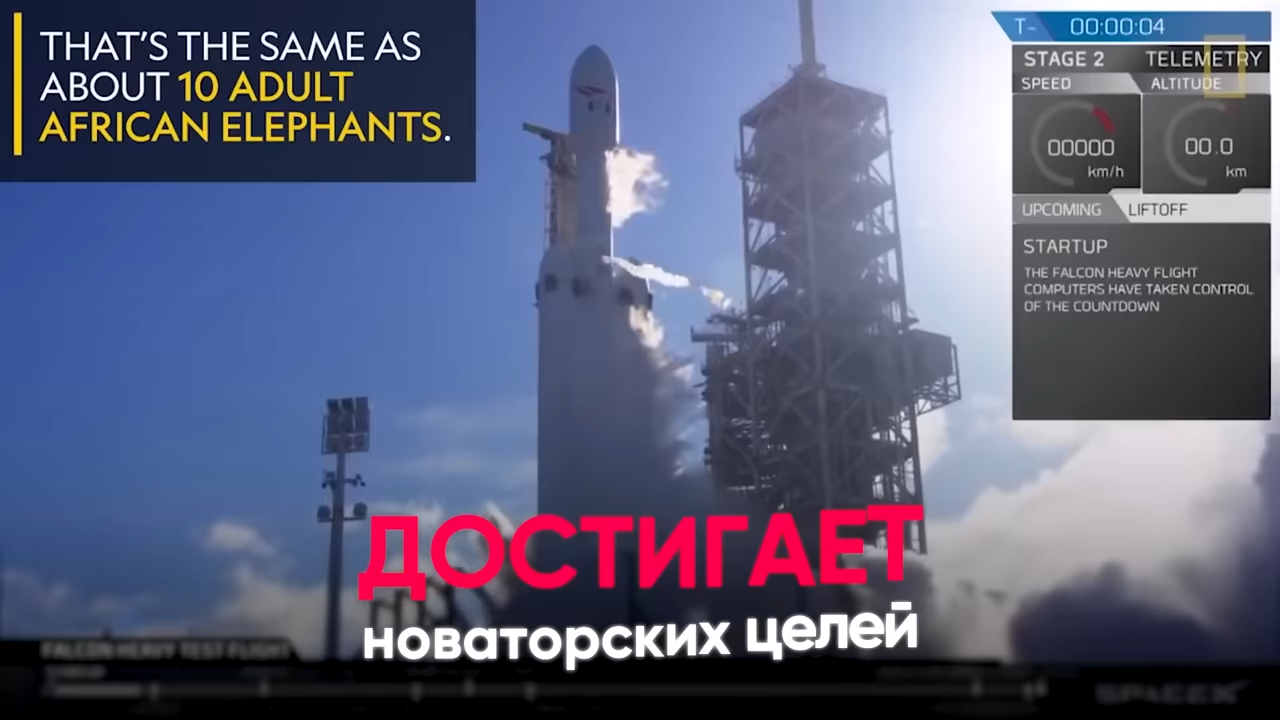 THAT'S THE SAME AS
ABOUT 10 ADULT
AFRICAN ELEPHANTS.
T- 00:00:04
STAGE 2 TELEMETRY
SPEED ALTITUDE
00000 00.0
km/h km
UPCOMING LIFTOFF
STARTUP
THE FALCON HEAVY FLIGHT
COMPUTERS HAVE TAKEN CONTROL
OF THE COUNTDOWN
ДОСТИГАЕТ
новаторских целей
FALCON HEAVY TEST FLIGHT
SPACEX